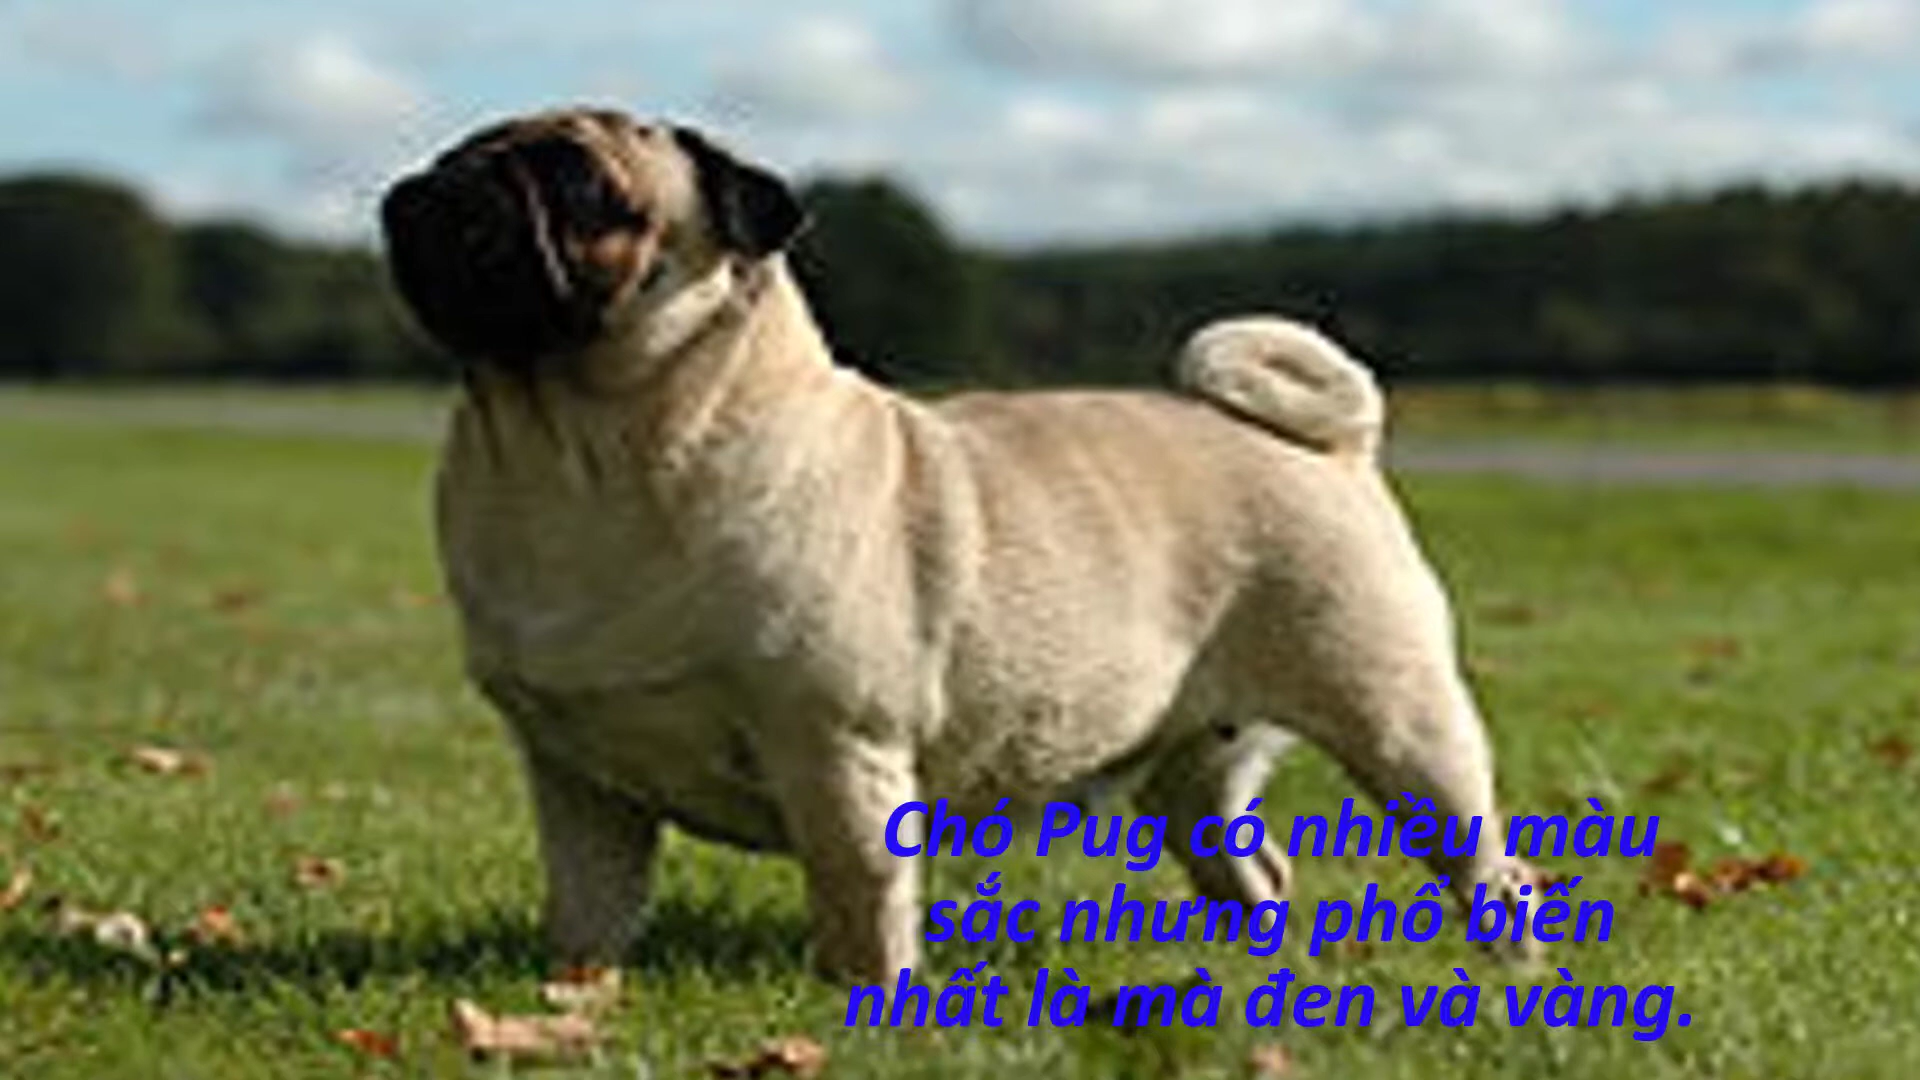 Chó Pug có nhiều màu
sắc nhưng phổ biến
nhất là mà đen và vàng.